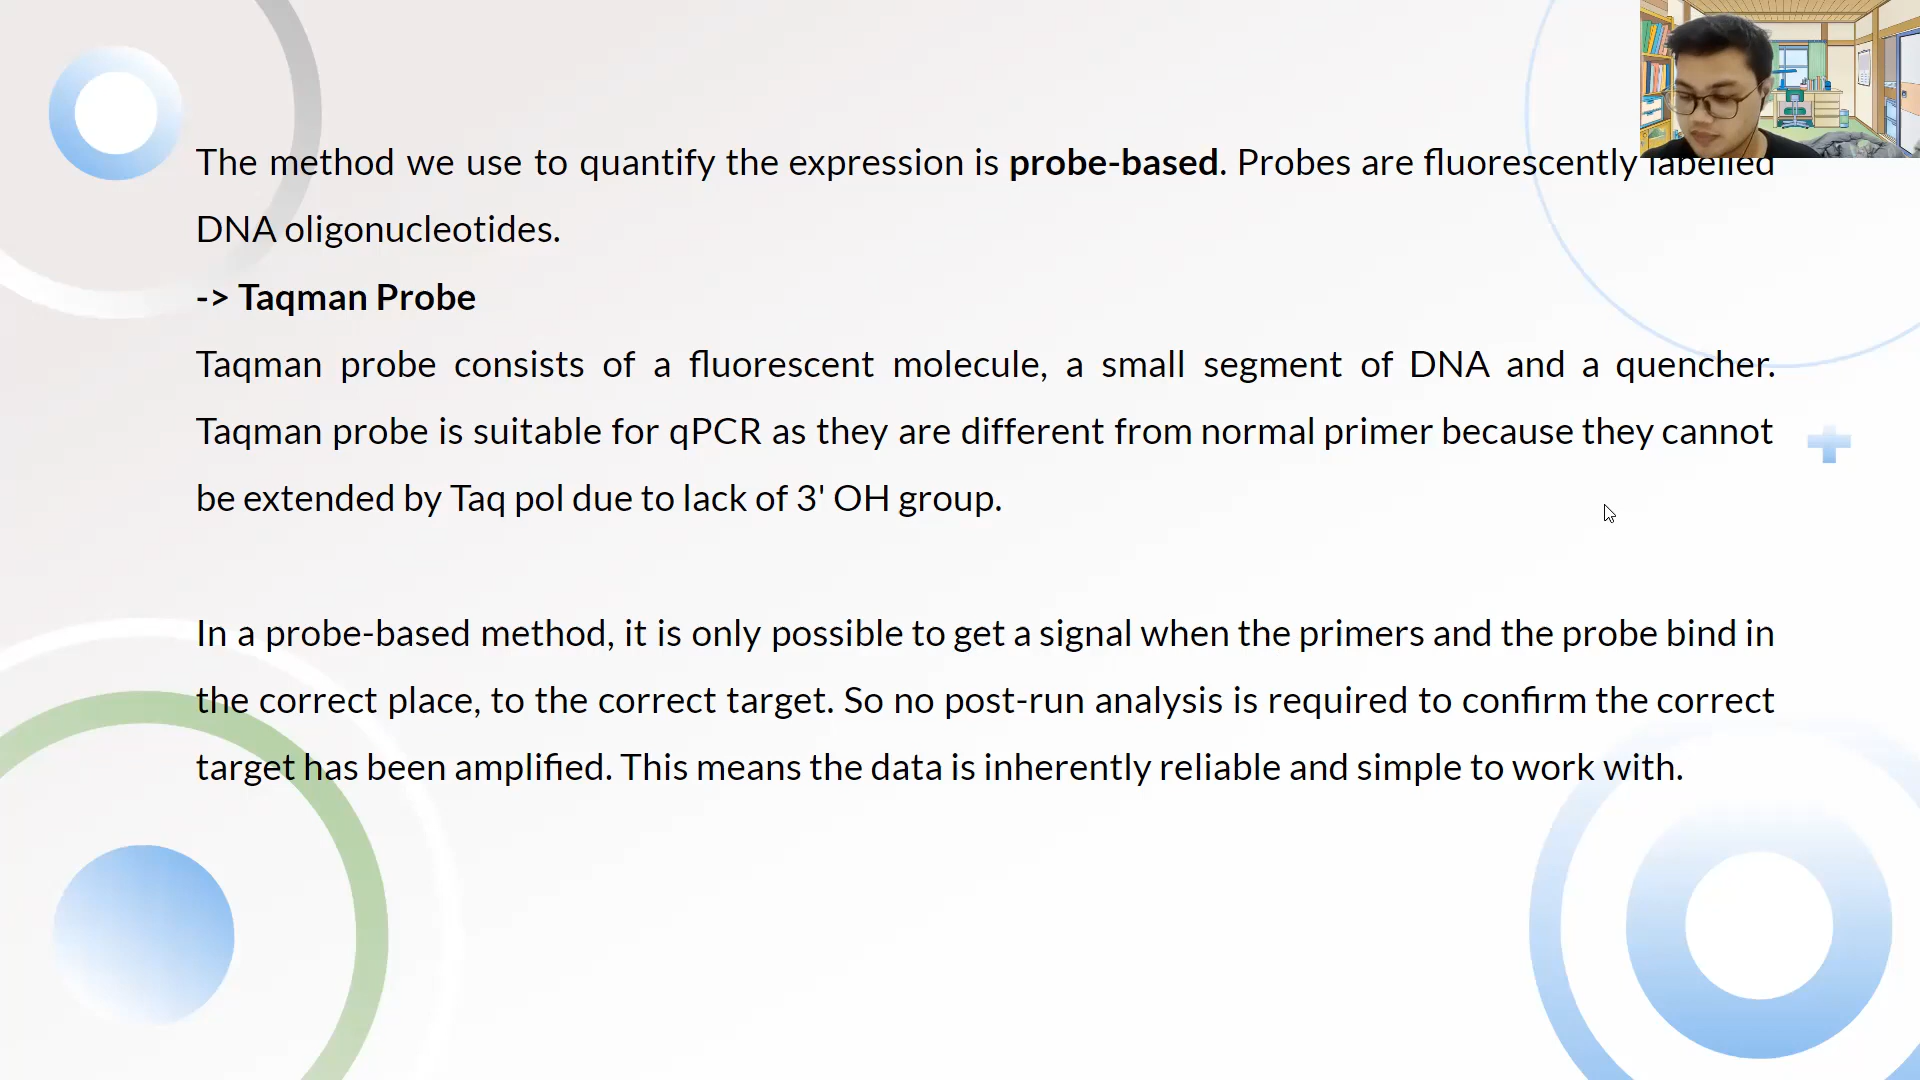 The method we use to quantify the expression is probe-based. Probes are fluorescently labelled
DNA oligonucleotides.
-> Taqman Probe
Taqman probe consists of a fluorescent molecule, a small segment of DNA and a quencher.
Taqman probe is suitable for qPCR as they are different from normal primer because they cannot
be extended by Taq pol due to lack of 3' OH group.
In a probe-based method, it is only possible to get a signal when the primers and the probe bind in
the correct place, to the correct target. So no post-run analysis is required to confirm the correct
target has been amplified. This means the data is inherently reliable and simple to work with.